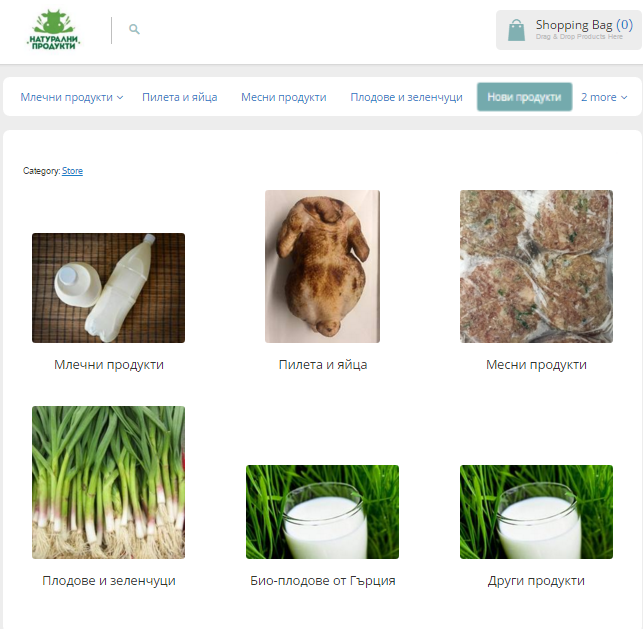 НАТУРАЛНИ
ПРОДУКТИ
Shopping Bag (0)
Drag & Drop Products Here
Млечни продукти
Пилета и яйца
Месни продукти
Плодове и зеленчуци
Нови продукти
2 more
Category: Store
Млечни продукти
Пилета и яйца
Месни продукти
Плодове и зеленчуци
Био-плодове от Гърция
Други продукти